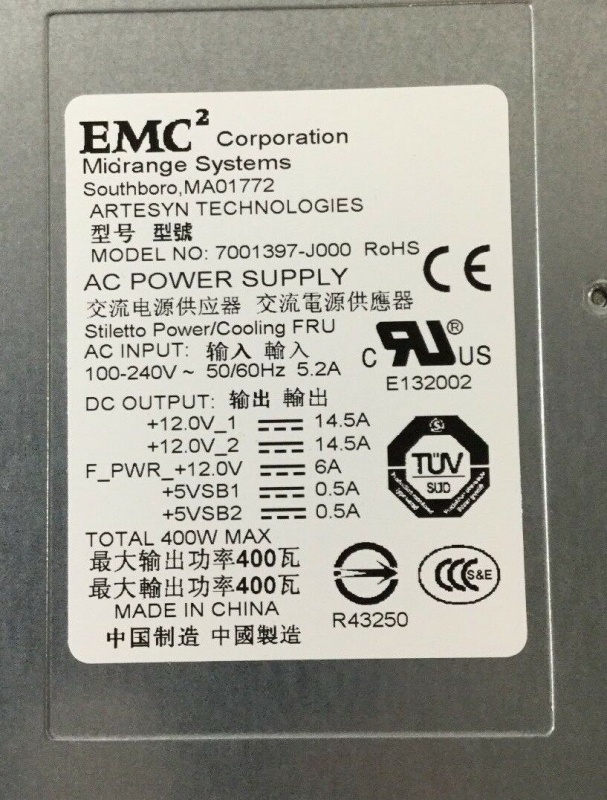 EMC² Corporation
Midrange Systems
Southboro,MA01772
ARTESYN TECHNOLOGIES
型号 型號
MODEL NO: 7001397-J000 RoHS
CE
AC POWER SUPPLY
交流电源供应器 交流電源供應器
Stiletto Power/Cooling FRU
AC INPUT: 输入 輸入
100-240V ~ 50/60Hz 5.2A
C RU ® US
E132002
DC OUTPUT: 输出 輸出
+12.0V_1 14.5A
+12.0V_2 14.5A
F_PWR_+12.0V 6A
+5VSB1 0.5A
+5VSB2 0.5A
TÜV
SÜD
TOTAL 400W MAX
最大输出功率400瓦
最大輸出功率400瓦
MADE IN CHINA
中国制造 中國製造
R43250
CCC S&E